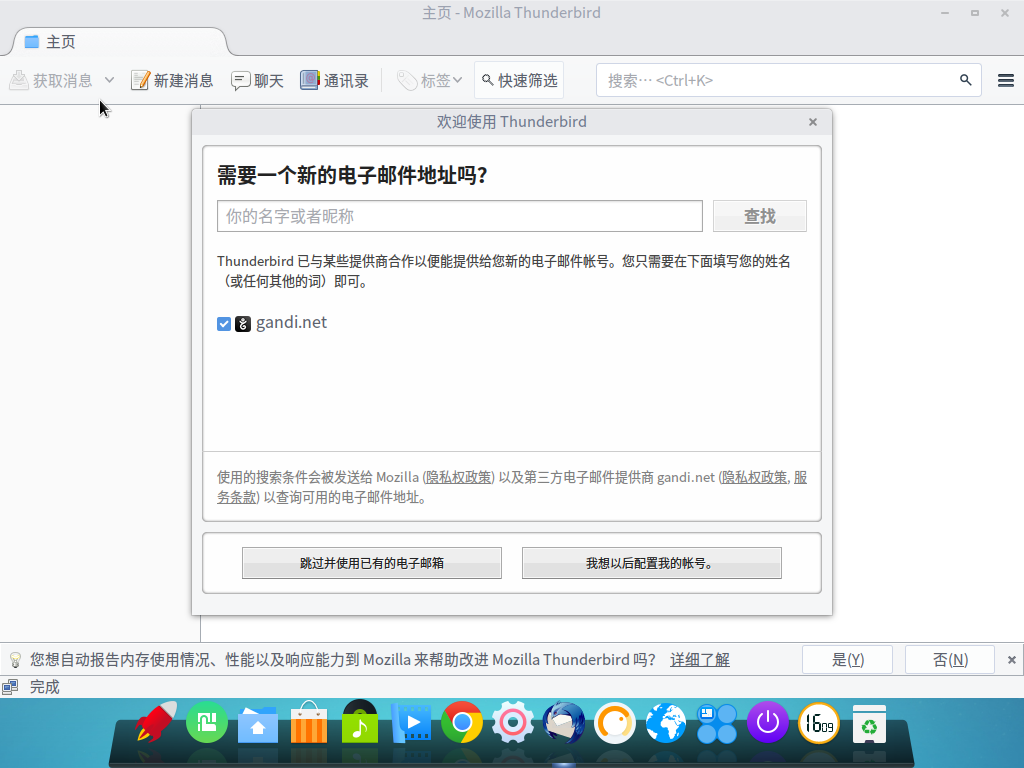 主页 - Mozilla Thunderbird
主页
获取消息 新建消息 聊天 通讯录 标签 快速筛选 搜索… <Ctrl+K>
欢迎使用 Thunderbird
需要一个新的电子邮件地址吗？
你的名字或者昵称 查找
Thunderbird 已与某些提供商合作以便能提供给您新的电子邮件帐号。您只需要在下面填写您的姓名
（或任何其他的词）即可。
gandi.net
使用的搜索条件会被发送给 Mozilla (隐私权政策) 以及第三方电子邮件提供商 gandi.net (隐私权政策, 服
务条款) 以查询可用的电子邮件地址。
跳过并使用已有的电子邮箱 我想以后配置我的帐号。
您想自动报告内存使用情况、性能以及响应能力到 Mozilla 来帮助改进 Mozilla Thunderbird 吗？ 详细了解 是(Y) 否(N)
完成
1609